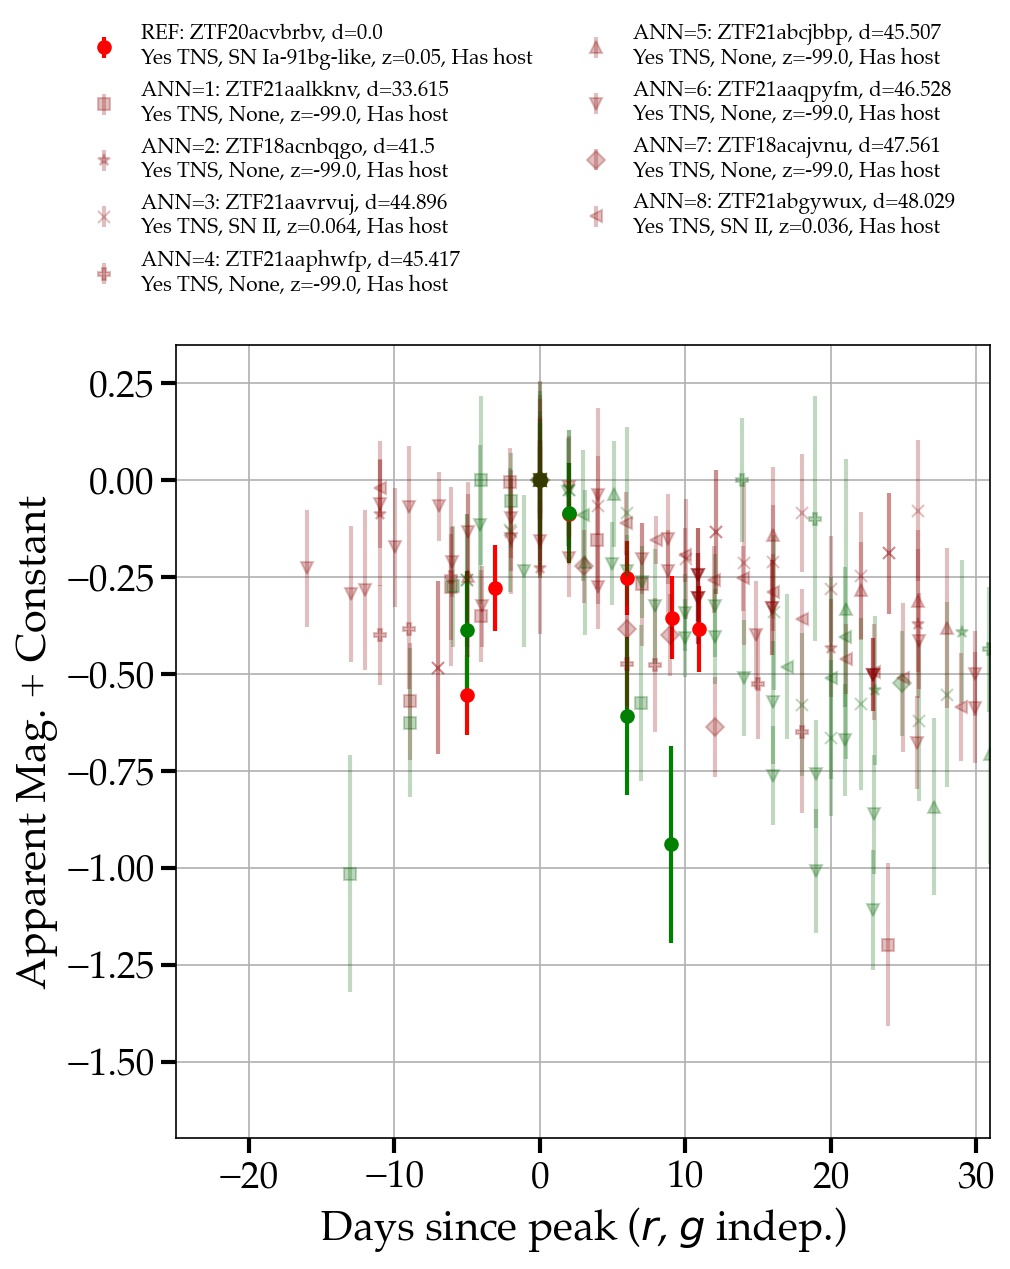 REF: ZTF20acvbrbv, d=0.0
Yes TNS, SN Ia-91bg-like, z=0.05, Has host
ANN=1: ZTF21aalkknv, d=33.615
Yes TNS, None, z=-99.0, Has host
ANN=2: ZTF18acnbqgo, d=41.5
Yes TNS, None, z=-99.0, Has host
ANN=3: ZTF21aavrvuj, d=44.896
Yes TNS, SN II, z=0.064, Has host
ANN=4: ZTF21aaphwfp, d=45.417
Yes TNS, None, z=-99.0, Has host
ANN=5: ZTF21abcjbbp, d=45.507
Yes TNS, None, z=-99.0, Has host
ANN=6: ZTF21aaqpyfm, d=46.528
Yes TNS, None, z=-99.0, Has host
ANN=7: ZTF18acajvnu, d=47.561
Yes TNS, None, z=-99.0, Has host
ANN=8: ZTF21abgywux, d=48.029
Yes TNS, SN II, z=0.036, Has host
Apparent Mag. + Constant
0.25
0.00
−0.25
−0.50
−0.75
−1.00
−1.25
−1.50
−20 −10 0 10 20 30
Days since peak (r, g indep.)